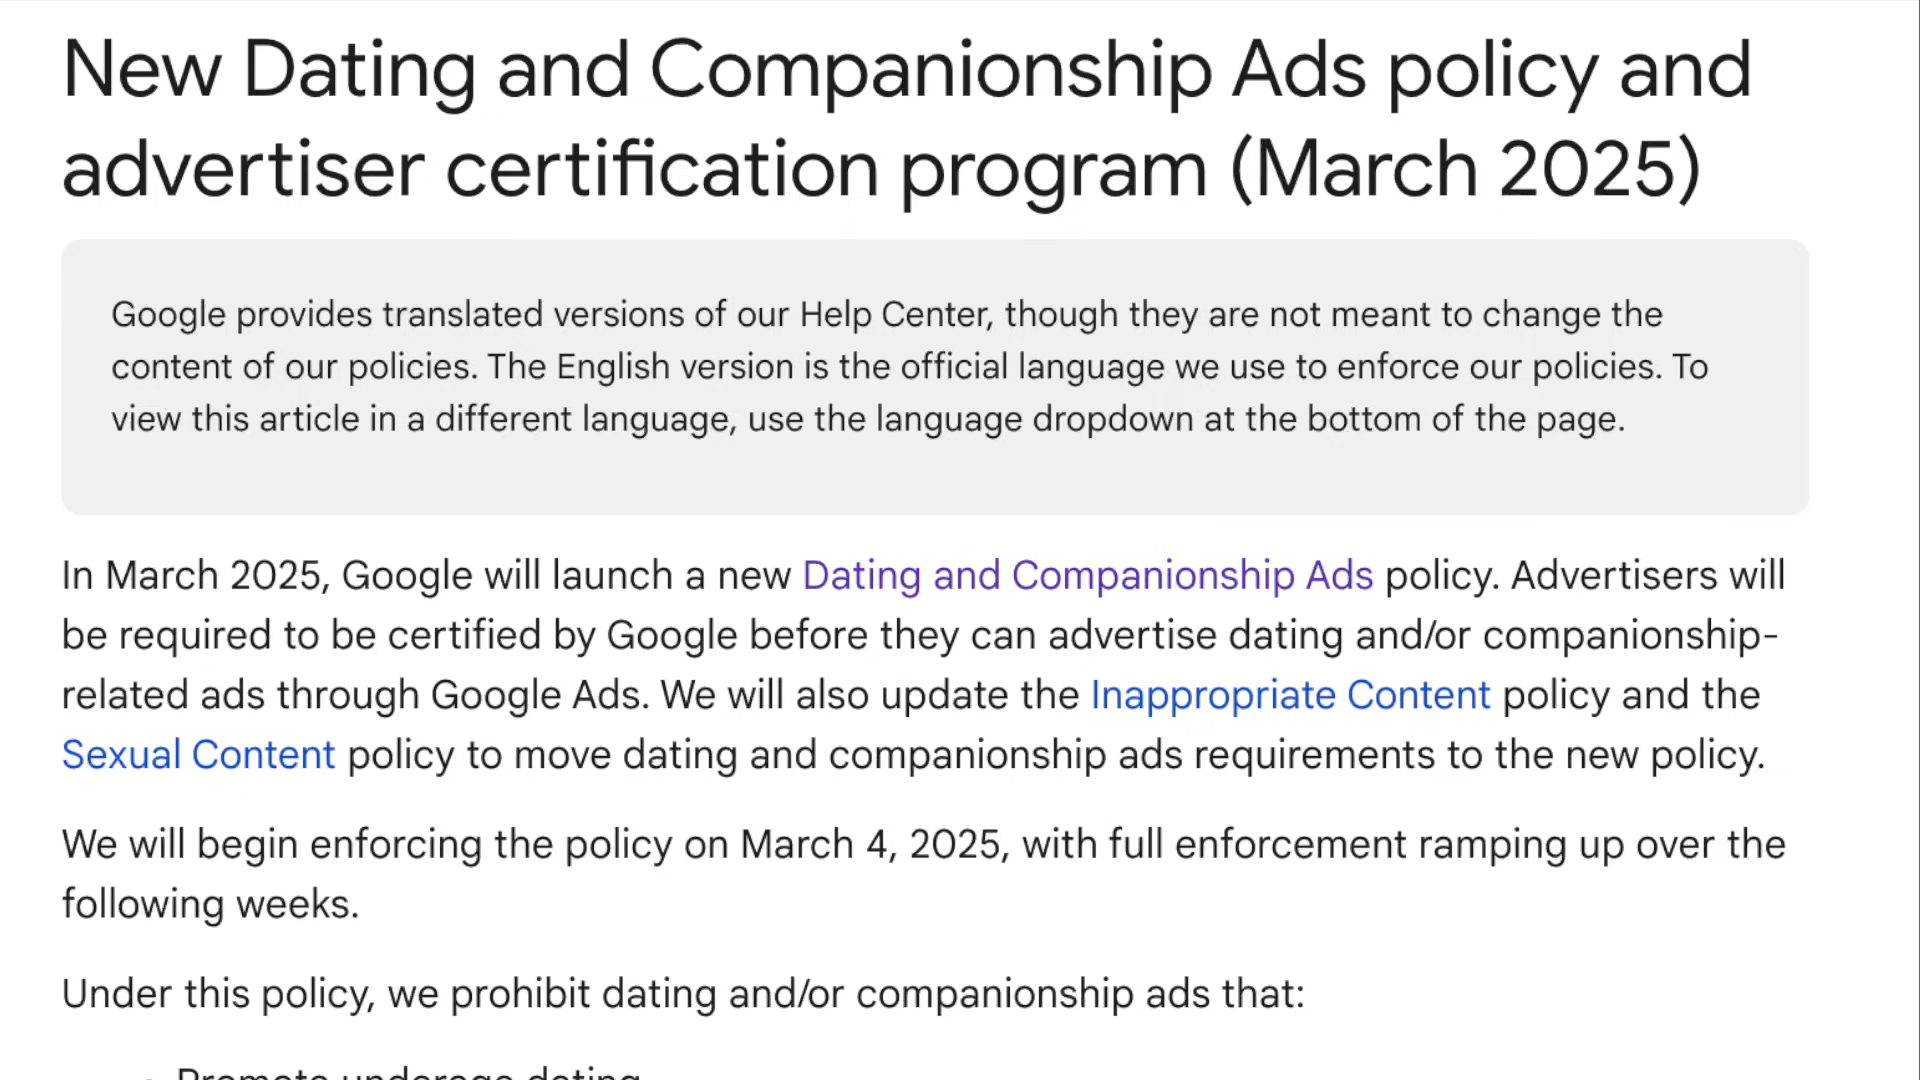 New Dating and Companionship Ads policy and
advertiser certification program (March 2025)
Google provides translated versions of our Help Center, though they are not meant to change the
content of our policies. The English version is the official language we use to enforce our policies. To
view this article in a different language, use the language dropdown at the bottom of the page.
In March 2025, Google will launch a new Dating and Companionship Ads policy. Advertisers will
be required to be certified by Google before they can advertise dating and/or companionship-
related ads through Google Ads. We will also update the Inappropriate Content policy and the
Sexual Content policy to move dating and companionship ads requirements to the new policy.
We will begin enforcing the policy on March 4, 2025, with full enforcement ramping up over the
following weeks.
Under this policy, we prohibit dating and/or companionship ads that:
Promote underage dating